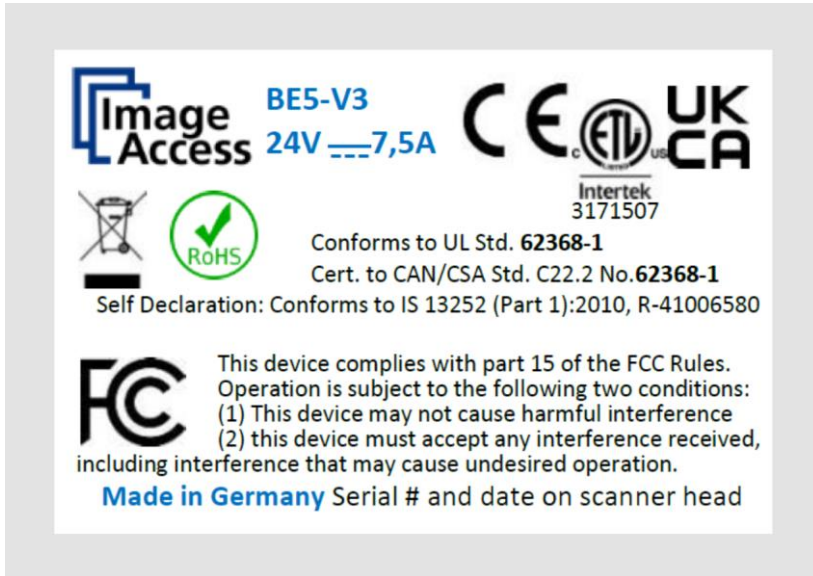 Image Access
BE5-V3
24V 7,5A
CE
c ETL us
LISTED
Intertek
3171507
UK
CA
RoHS
Conforms to UL Std. 62368-1
Cert. to CAN/CSA Std. C22.2 No.62368-1
Self Declaration: Conforms to IS 13252 (Part 1):2010, R-41006580
FC
This device complies with part 15 of the FCC Rules.
Operation is subject to the following two conditions:
(1) This device may not cause harmful interference
(2) this device must accept any interference received,
including interference that may cause undesired operation.
Made in Germany Serial # and date on scanner head